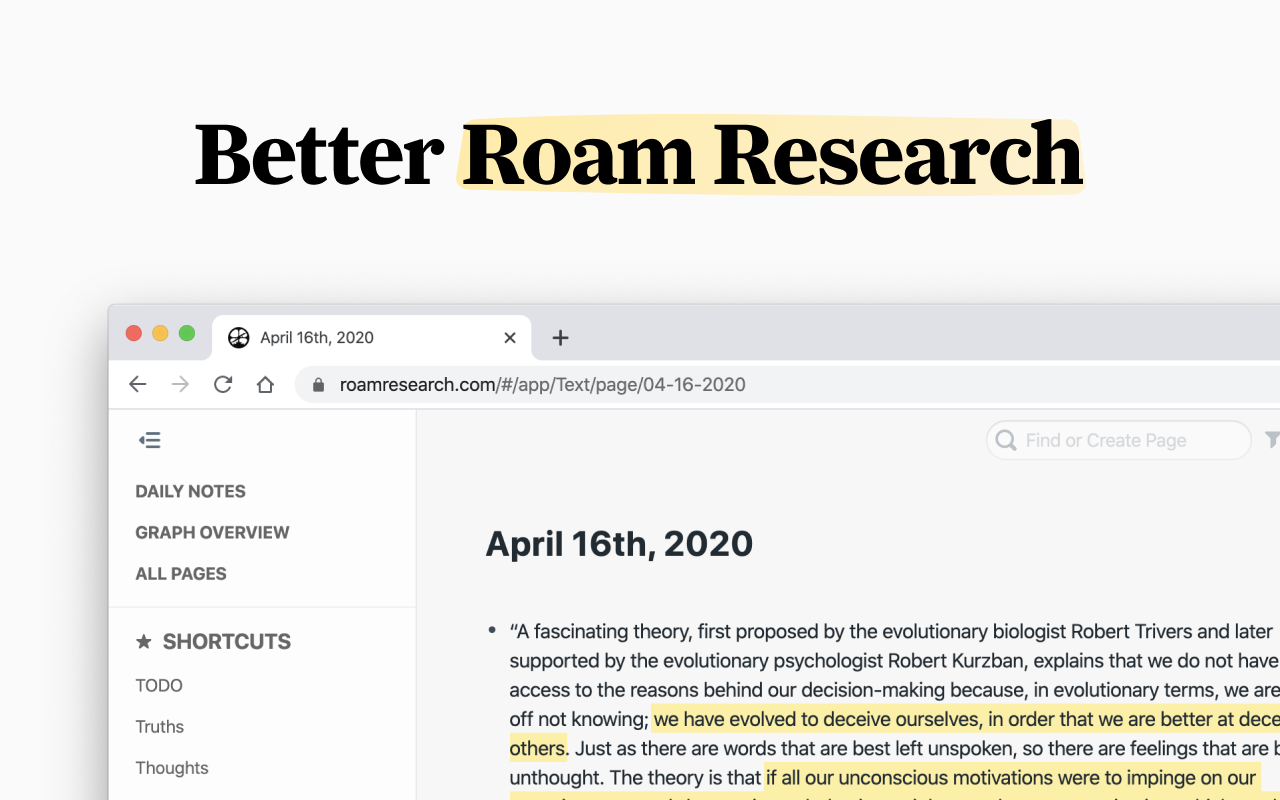 Better Roam Research
April 16th, 2020
roamresearch.com/#/app/Text/page/04-16-2020
Find or Create Page
DAILY NOTES
GRAPH OVERVIEW
ALL PAGES
SHORTCUTS
TODO
Truths
Thoughts
April 16th, 2020
• “A fascinating theory, first proposed by the evolutionary biologist Robert Trivers and later
supported by the evolutionary psychologist Robert Kurzban, explains that we do not have
access to the reasons behind our decision-making because, in evolutionary terms, we are
off not knowing; we have evolved to deceive ourselves, in order that we are better at dece
others. Just as there are words that are best left unspoken, so there are feelings that are b
unthought. The theory is that if all our unconscious motivations were to impinge on our